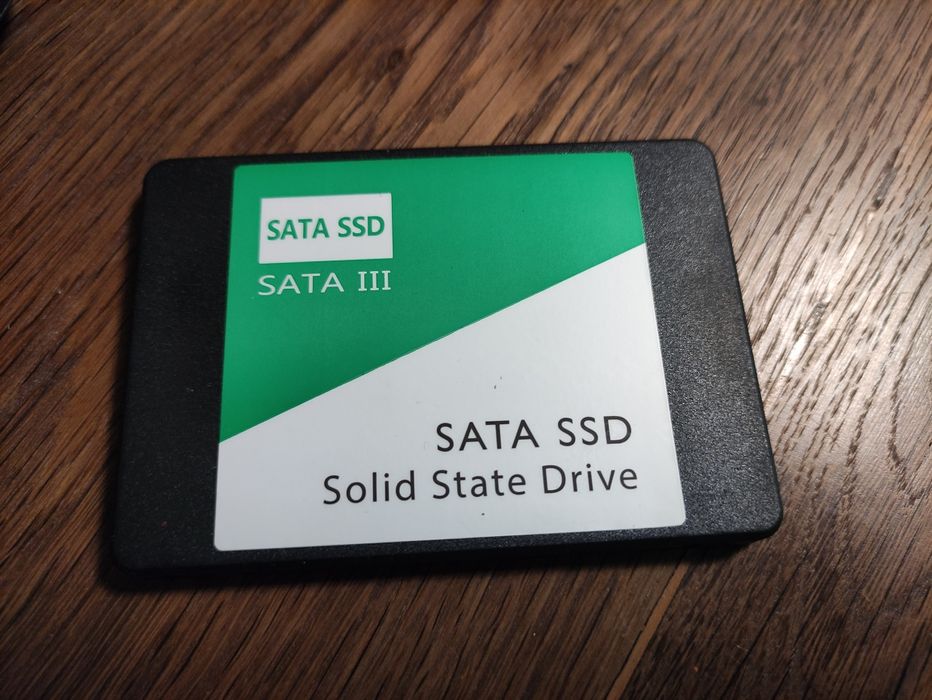 SATA SSD
SATA III
SATA SSD
Solid State Drive